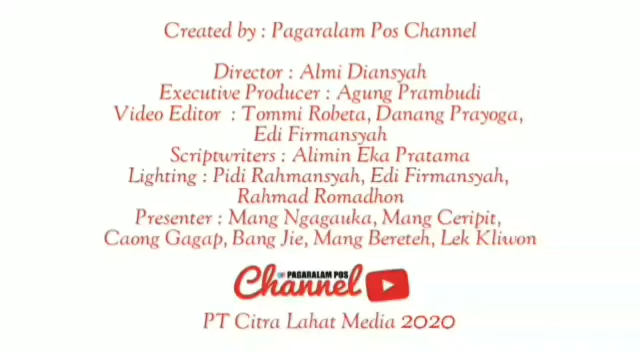 Created by : Pagaralam Pos Channel
Director : Almi Diansyah
Executive Producer : Agung Prambudi
Video Editor : Tommi Robeta, Danang Prayoga,
Edi Firmansyah
Scriptwriters : Alimin Eka Pratama
Lighting : Pidi Rahmansyah, Edi Firmansyah,
Rahmad Romadhon
Presenter : Mang Ngagauka, Mang Ceripit,
Caong Gagap, Bang Jie, Mang Bereteh, Lek Kliwon
PAGARALAM POS
Channel
PT Citra Lahat Media 2020